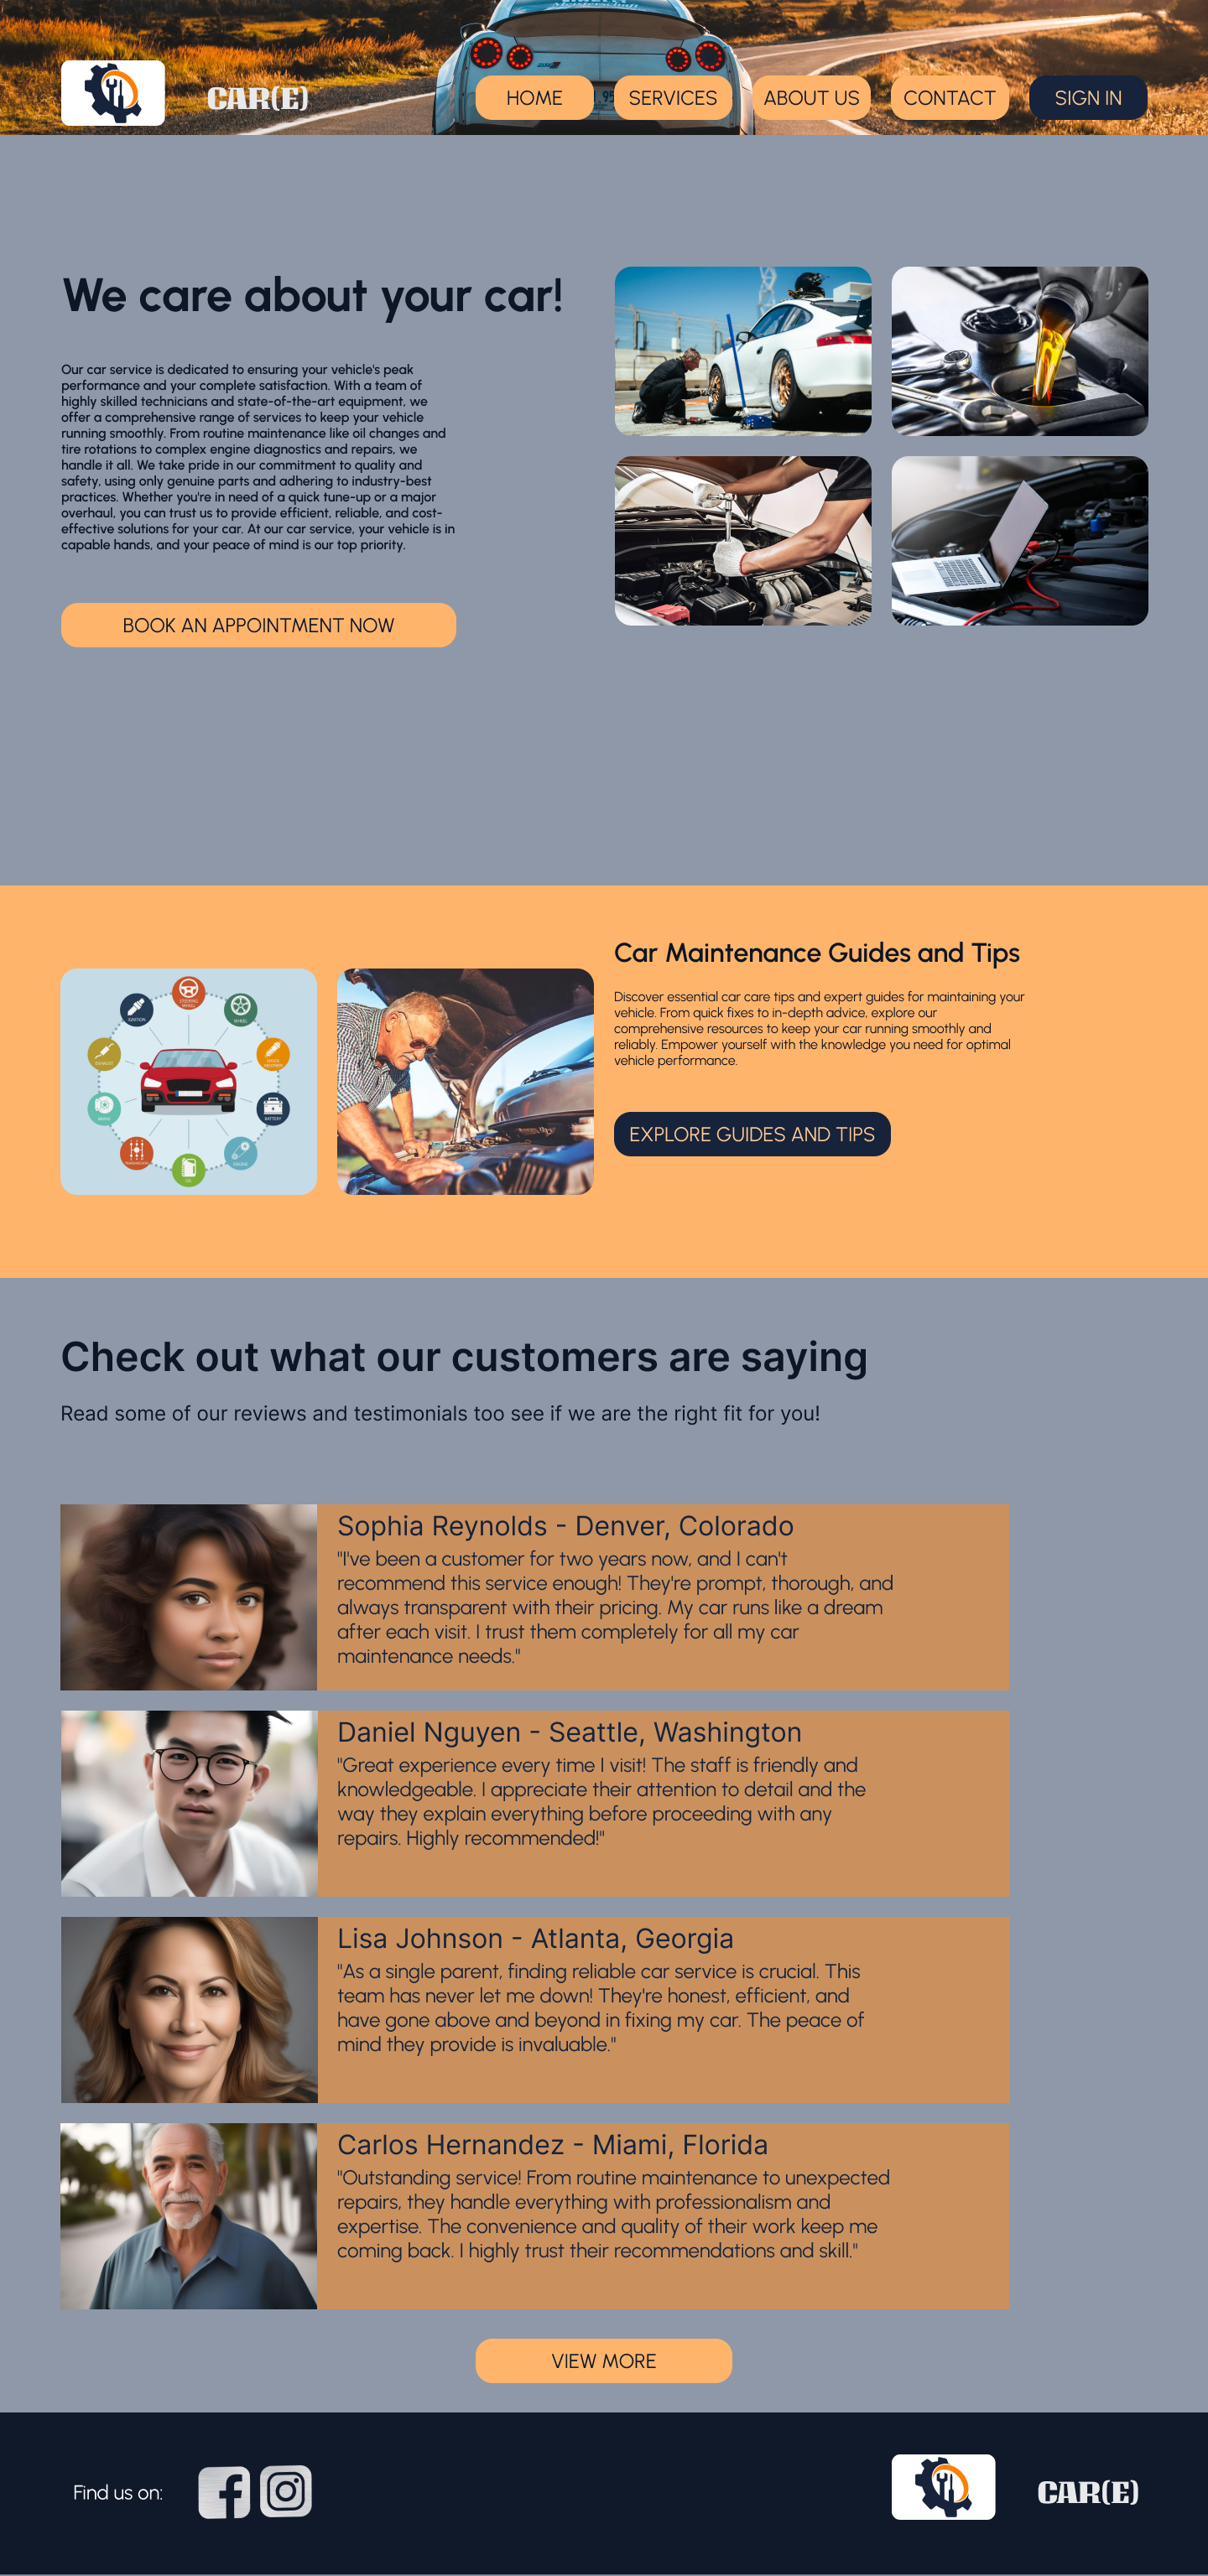 CAR(E)
HOME
SERVICES
ABOUT US
CONTACT
SIGN IN
We care about your car!
Our car service is dedicated to ensuring your vehicle's peak
performance and your complete satisfaction. With a team of
highly skilled technicians and state-of-the-art equipment, we
offer a comprehensive range of services to keep your vehicle
running smoothly. From routine maintenance like oil changes and
tire rotations to complex engine diagnostics and repairs, we
handle it all. We take pride in our commitment to quality and
safety, using only genuine parts and adhering to industry-best
practices. Whether you're in need of a quick tune-up or a major
overhaul, you can trust us to provide efficient, reliable, and cost-
effective solutions for your car. At our car service, your vehicle is in
capable hands, and your peace of mind is our top priority.
BOOK AN APPOINTMENT NOW
STEERING
WHEEL
IGNITION
WHEEL
EXHAUST
BATTERY
ENGINE
OIL
Car Maintenance Guides and Tips
Discover essential car care tips and expert guides for maintaining your
vehicle. From quick fixes to in-depth advice, explore our
comprehensive resources to keep your car running smoothly and
reliably. Empower yourself with the knowledge you need for optimal
vehicle performance.
EXPLORE GUIDES AND TIPS
Check out what our customers are saying
Read some of our reviews and testimonials too see if we are the right fit for you!
Sophia Reynolds - Denver, Colorado
"I've been a customer for two years now, and I can't
recommend this service enough! They're prompt, thorough, and
always transparent with their pricing. My car runs like a dream
after each visit. I trust them completely for all my car
maintenance needs."
Daniel Nguyen - Seattle, Washington
"Great experience every time I visit! The staff is friendly and
knowledgeable. I appreciate their attention to detail and the
way they explain everything before proceeding with any
repairs. Highly recommended!"
Lisa Johnson - Atlanta, Georgia
"As a single parent, finding reliable car service is crucial. This
team has never let me down! They're honest, efficient, and
have gone above and beyond in fixing my car. The peace of
mind they provide is invaluable."
Carlos Hernandez - Miami, Florida
"Outstanding service! From routine maintenance to unexpected
repairs, they handle everything with professionalism and
expertise. The convenience and quality of their work keep me
coming back. I highly trust their recommendations and skill."
VIEW MORE
Find us on:
CAR(E)